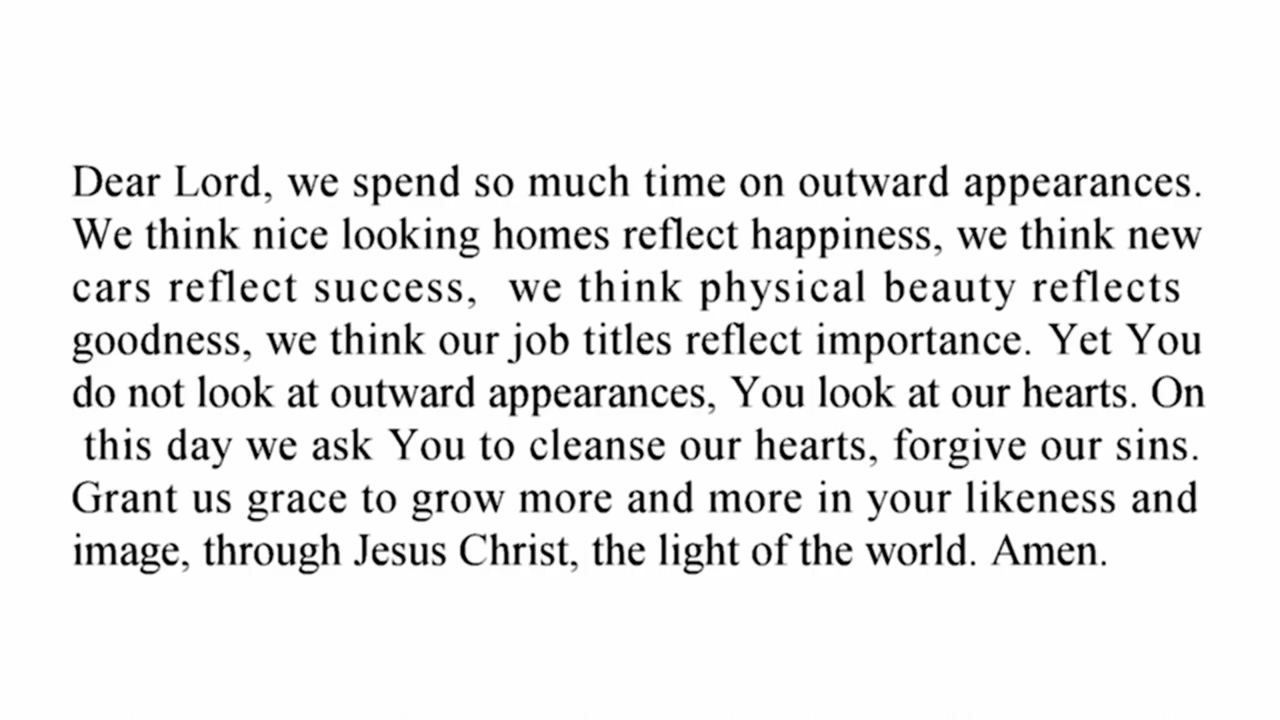 Dear Lord, we spend so much time on outward appearances.
We think nice looking homes reflect happiness, we think new
cars reflect success, we think physical beauty reflects
goodness, we think our job titles reflect importance. Yet You
do not look at outward appearances, You look at our hearts. On
this day we ask You to cleanse our hearts, forgive our sins.
Grant us grace to grow more and more in your likeness and
image, through Jesus Christ, the light of the world. Amen.